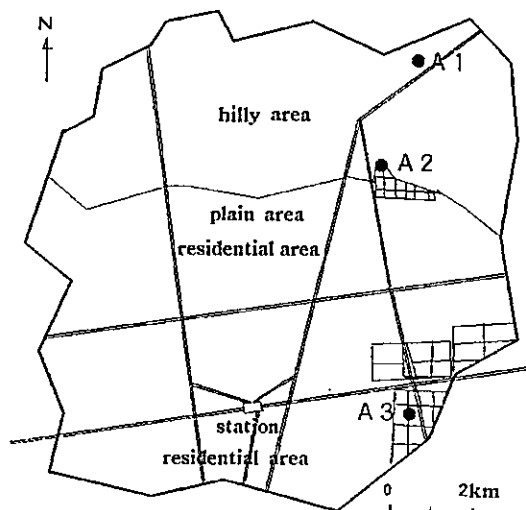 N
A 1
hilly area
A 2
plain area
residential area
A 3
station
residential area
0 2km